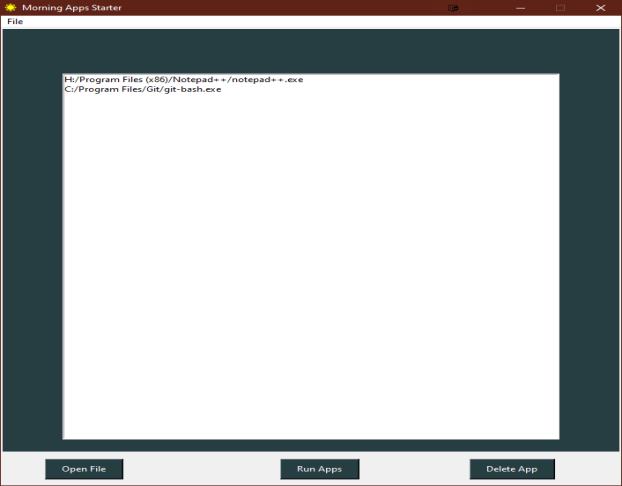 Morning Apps Starter
File
H:/Program Files (x86)/Notepad++/notepad++.exe
C:/Program Files/Git/git-bash.exe
Open File
Run Apps
Delete App